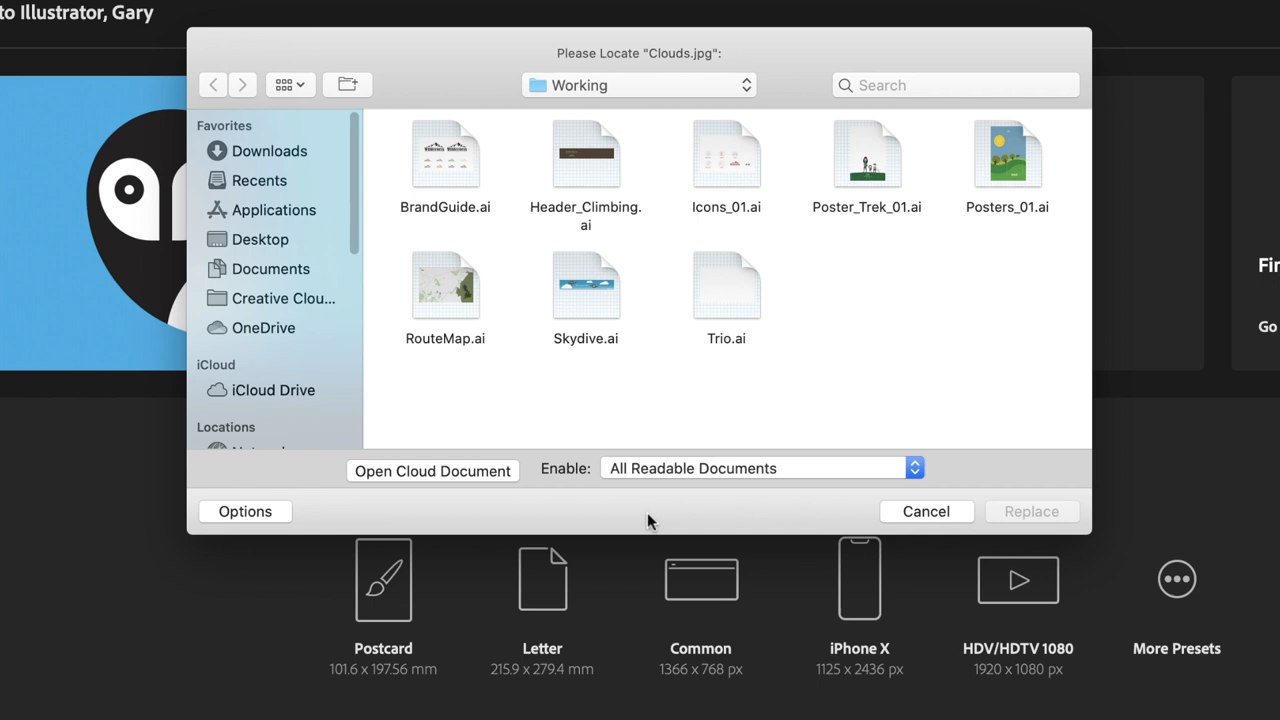 to Illustrator, Gary
Please Locate "Clouds.jpg":
Working
Search
Favorites
Downloads
Recents
Applications
Desktop
Documents
Creative Clou...
OneDrive
iCloud
iCloud Drive
Locations
BrandGuide.ai
Header_Climbing.
ai
Icons_01.ai
Poster_Trek_01.ai
Posters_01.ai
RouteMap.ai
Skydive.ai
Trio.ai
Open Cloud Document
Enable:
All Readable Documents
Options
Cancel
Replace
Go
Postcard
101.6 x 197.56 mm
Letter
215.9 x 279.4 mm
Common
1366 x 768 px
iPhone X
1125 x 2436 px
HDV/HDTV 1080
1920 x 1080 px
More Presets